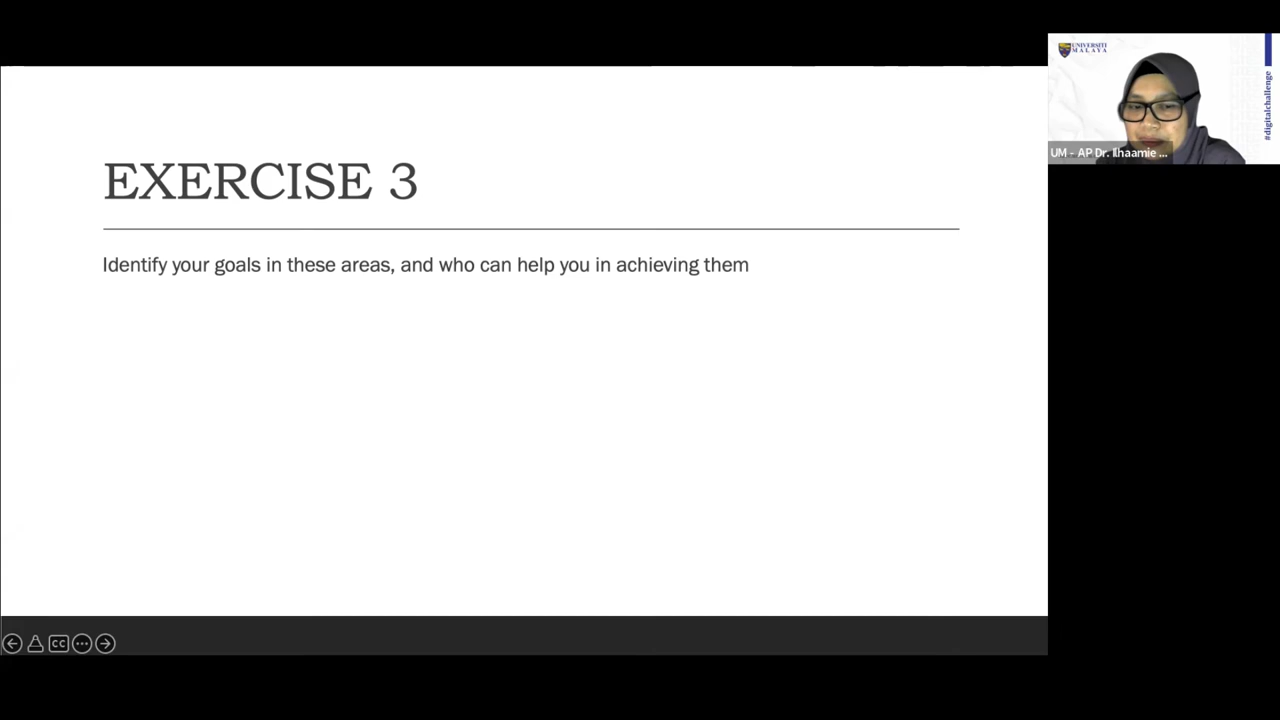 EXERCISE 3
Identify your goals in these areas, and who can help you in achieving them
UNIVERSITI
MALAYA
#digitalchallenge
UM - AP Dr. Ilhaamie ...
CC